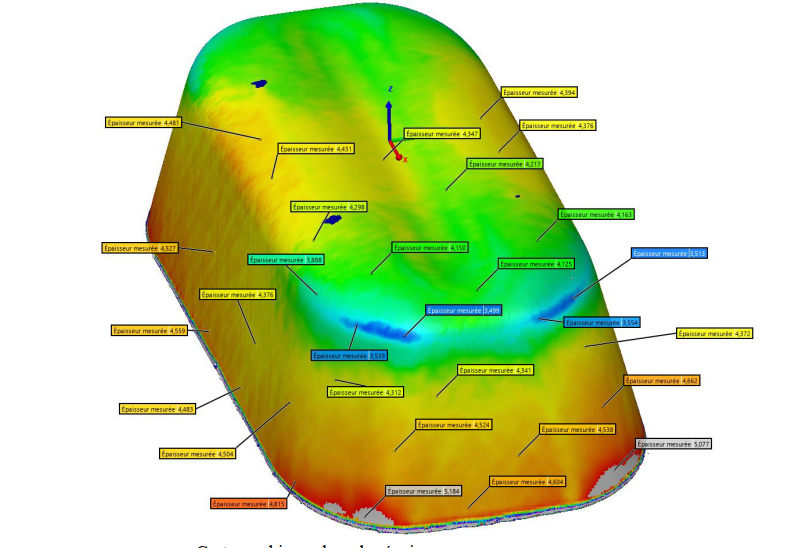 Z
Épaisseur mesurée 4,394
Épaisseur mesurée 4,481
Épaisseur mesurée 4,376
Épaisseur mesurée 4,347
Épaisseur mesurée 4,431
X
Épaisseur mesurée 4,217
Épaisseur mesurée 4,298
Épaisseur mesurée 4,163
Épaisseur mesurée 4,527
Épaisseur mesurée 4,150
Épaisseur mesurée 3,513
Épaisseur mesurée 3,888
Épaisseur mesurée 4,125
Épaisseur mesurée 4,376
Épaisseur mesurée 3,499
Épaisseur mesurée 3,554
Épaisseur mesurée 4,559
Épaisseur mesurée 4,372
Épaisseur mesurée 3,539
Épaisseur mesurée 4,341
Épaisseur mesurée 4,662
Épaisseur mesurée 4,312
Épaisseur mesurée 4,483
Épaisseur mesurée 4,524
Épaisseur mesurée 4,538
Épaisseur mesurée 5,077
Épaisseur mesurée 4,504
Épaisseur mesurée 4,604
Épaisseur mesurée 5,184
Épaisseur mesurée 4,815